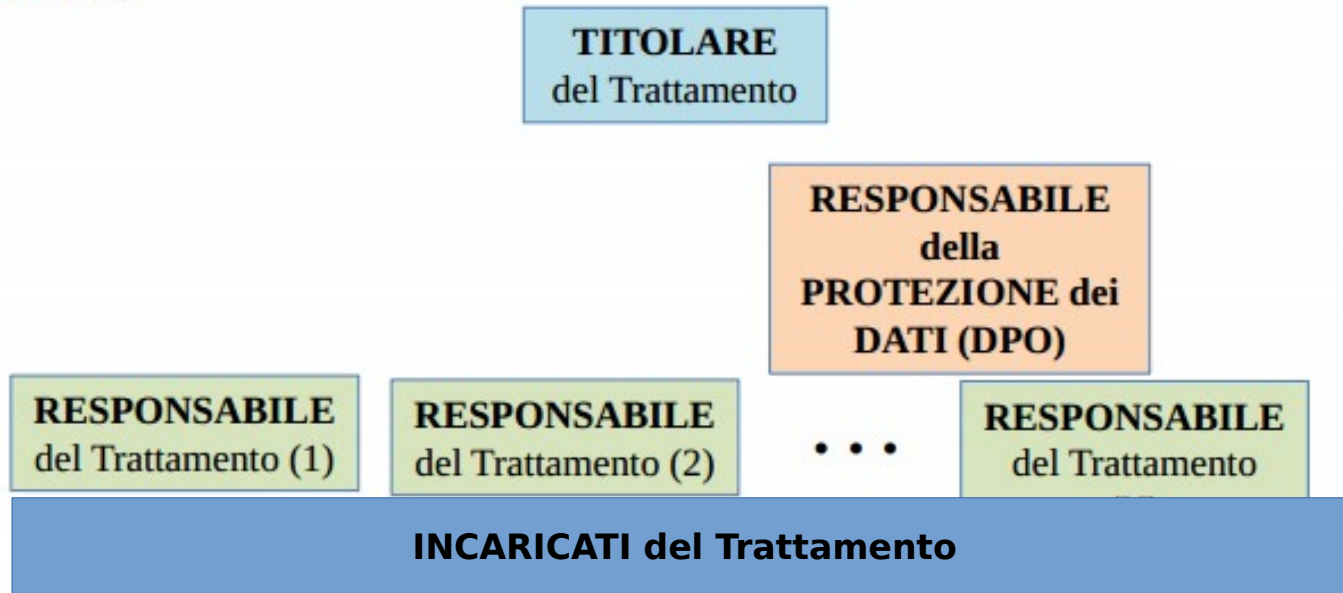 TITOLARE
del Trattamento
RESPONSABILE
della
PROTEZIONE dei
DATI (DPO)
RESPONSABILE
del Trattamento (1)
RESPONSABILE
del Trattamento (2)
• • •
RESPONSABILE
del Trattamento
INCARICATI del Trattamento